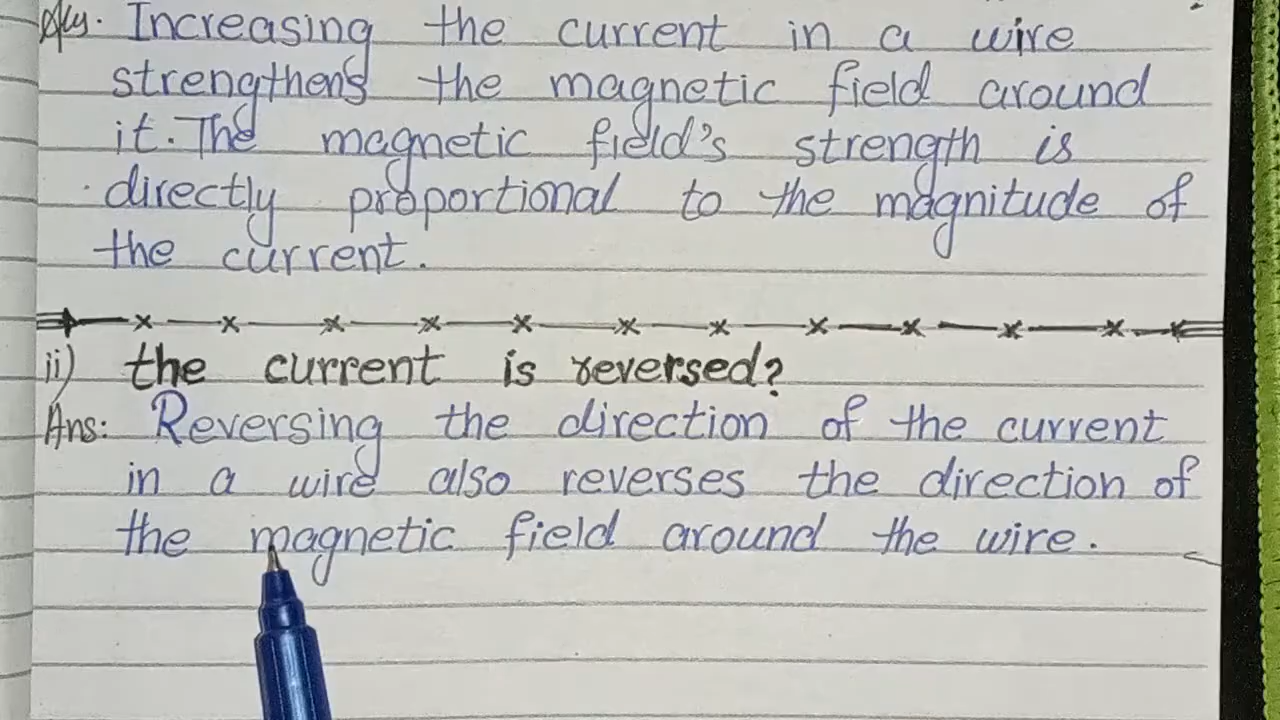 Ans. Increasing the current in a wire
strengthens the magnetic field around
it. The magnetic field's strength is
directly proportional to the magnitude of
the current.
ii) the current is reversed?
Ans: Reversing the direction of the current
in a wire also reverses the direction of
the magnetic field around the wire.